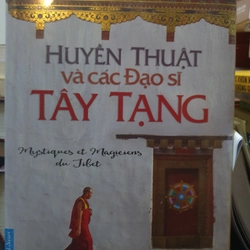 HUYỀN THUẬT
và các Đạo sĩ
TÂY TẠNG
Mystiques et Magiciens
du Tibet